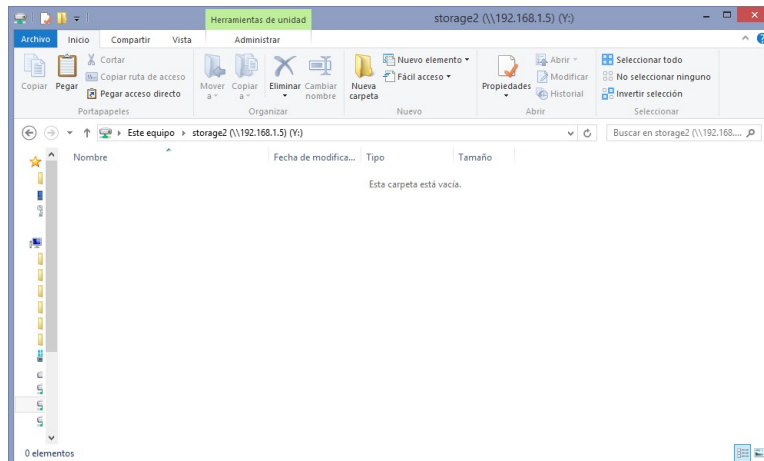 Herramientas de unidad
storage2 (\\192.168.1.5) (Y:)
Archivo Inicio Compartir Vista Administrar
Copiar
Pegar
Cortar
Copiar ruta de acceso
Pegar acceso directo
Portapapeles
Mover a
Copiar a
Eliminar
Cambiar nombre
Organizar
Nueva carpeta
Nuevo elemento
Fácil acceso
Nuevo
Propiedades
Abrir
Modificar
Historial
Abrir
Seleccionar todo
No seleccionar ninguno
Invertir selección
Seleccionar
Este equipo storage2 (\\192.168.1.5) (Y:)
Buscar en storage2 (\\192.168....
Nombre Fecha de modifica... Tipo Tamaño
Esta carpeta está vacía.
0 elementos